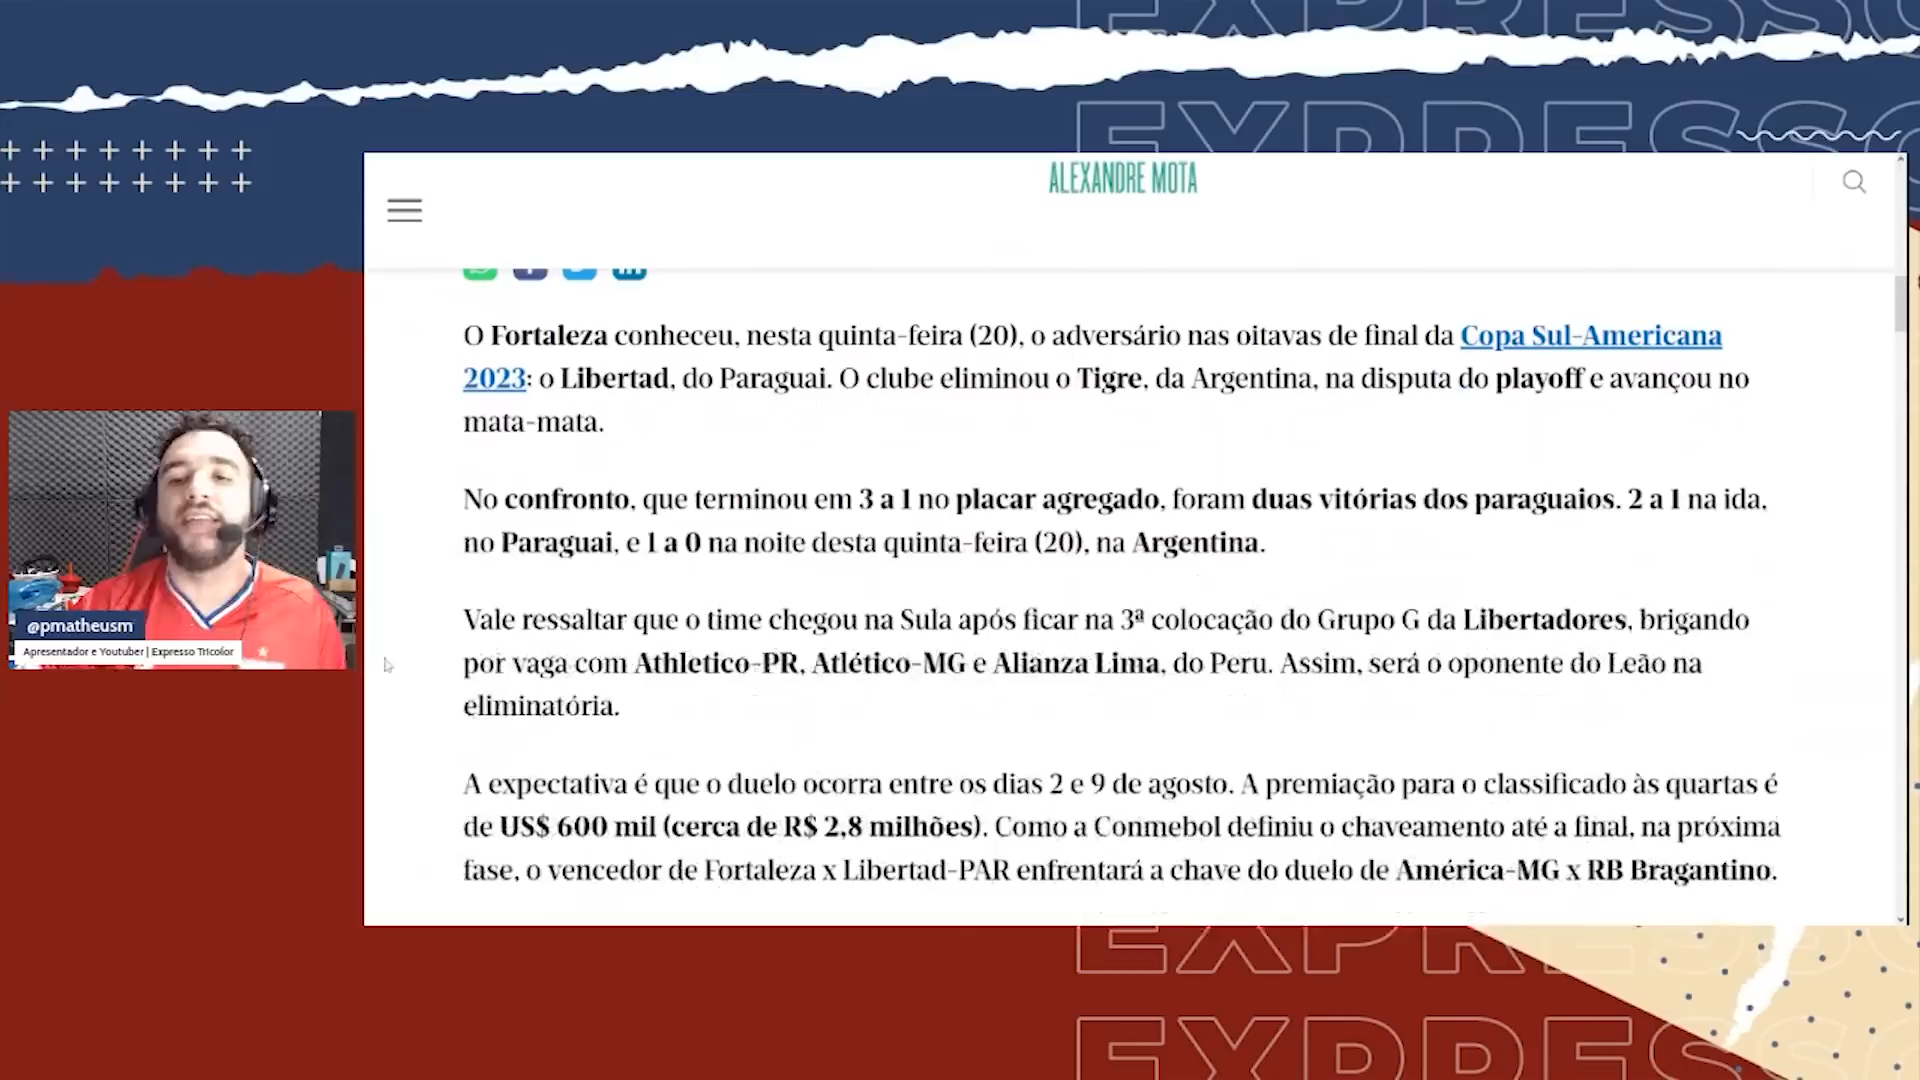 EXPRESSO
EXPRESSO
ALEXANDRE MOTA
O Fortaleza conheceu, nesta quinta-feira (20), o adversário nas oitavas de final da Copa Sul-Americana
2023: o Libertad, do Paraguai. O clube eliminou o Tigre, da Argentina, na disputa do playoff e avançou no
mata-mata.
No confronto, que terminou em 3 a 1 no placar agregado, foram duas vitórias dos paraguaios. 2 a 1 na ida,
no Paraguai, e 1 a 0 na noite desta quinta-feira (20), na Argentina.
Vale ressaltar que o time chegou na Sula após ficar na 3ª colocação do Grupo G da Libertadores, brigando
por vaga com Athletico-PR, Atlético-MG e Alianza Lima, do Peru. Assim, será o oponente do Leão na
eliminatória.
A expectativa é que o duelo ocorra entre os dias 2 e 9 de agosto. A premiação para o classificado às quartas é
de US$ 600 mil (cerca de R$ 2,8 milhões). Como a Conmebol definiu o chaveamento até a final, na próxima
fase, o vencedor de Fortaleza x Libertad-PAR enfrentará a chave do duelo de América-MG x RB Bragantino.
@pmatheusm
Apresentador e Youtuber | Expresso Tricolor
EXPRESSO
EXPRESSO